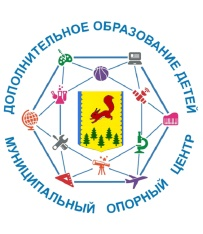 ДОПОЛНИТЕЛЬНОЕ ОБРАЗОВАНИЕ ДЕТЕЙ
МУНИЦИПАЛЬНЫЙ ОПОРНЫЙ ЦЕНТР